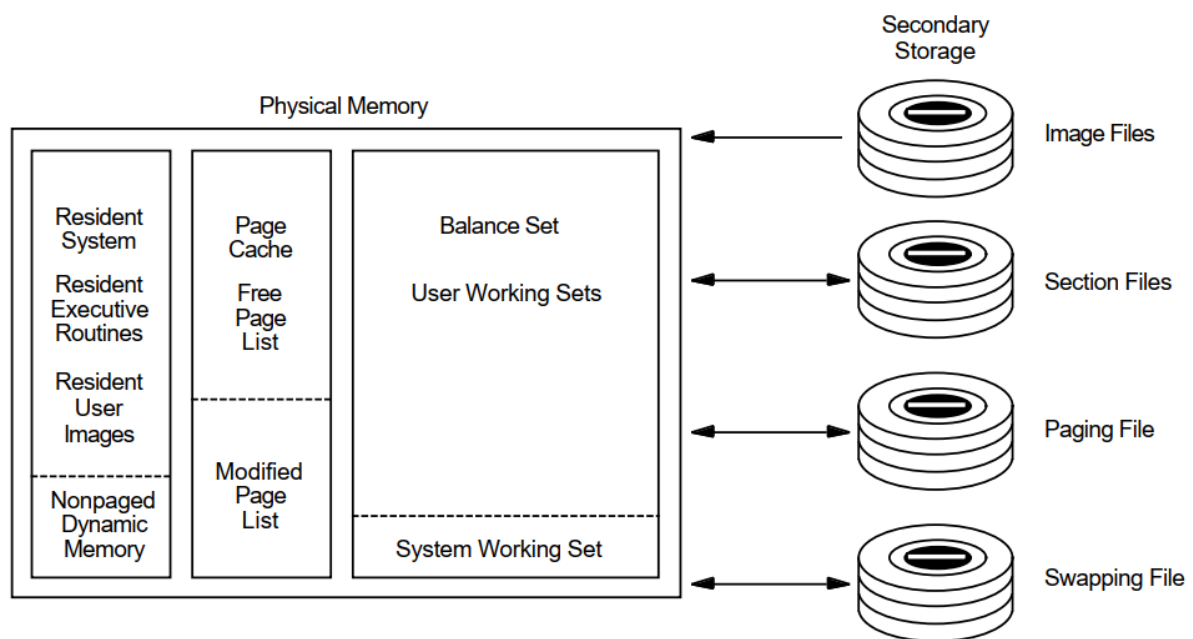 Secondary
Storage
Physical Memory
Image Files
Resident
System
Resident
Executive
Routines
Resident
User
Images
Nonpaged
Dynamic
Memory
Page
Cache
Free
Page
List
Modified
Page
List
Balance Set
User Working Sets
System Working Set
Section Files
Paging File
Swapping File